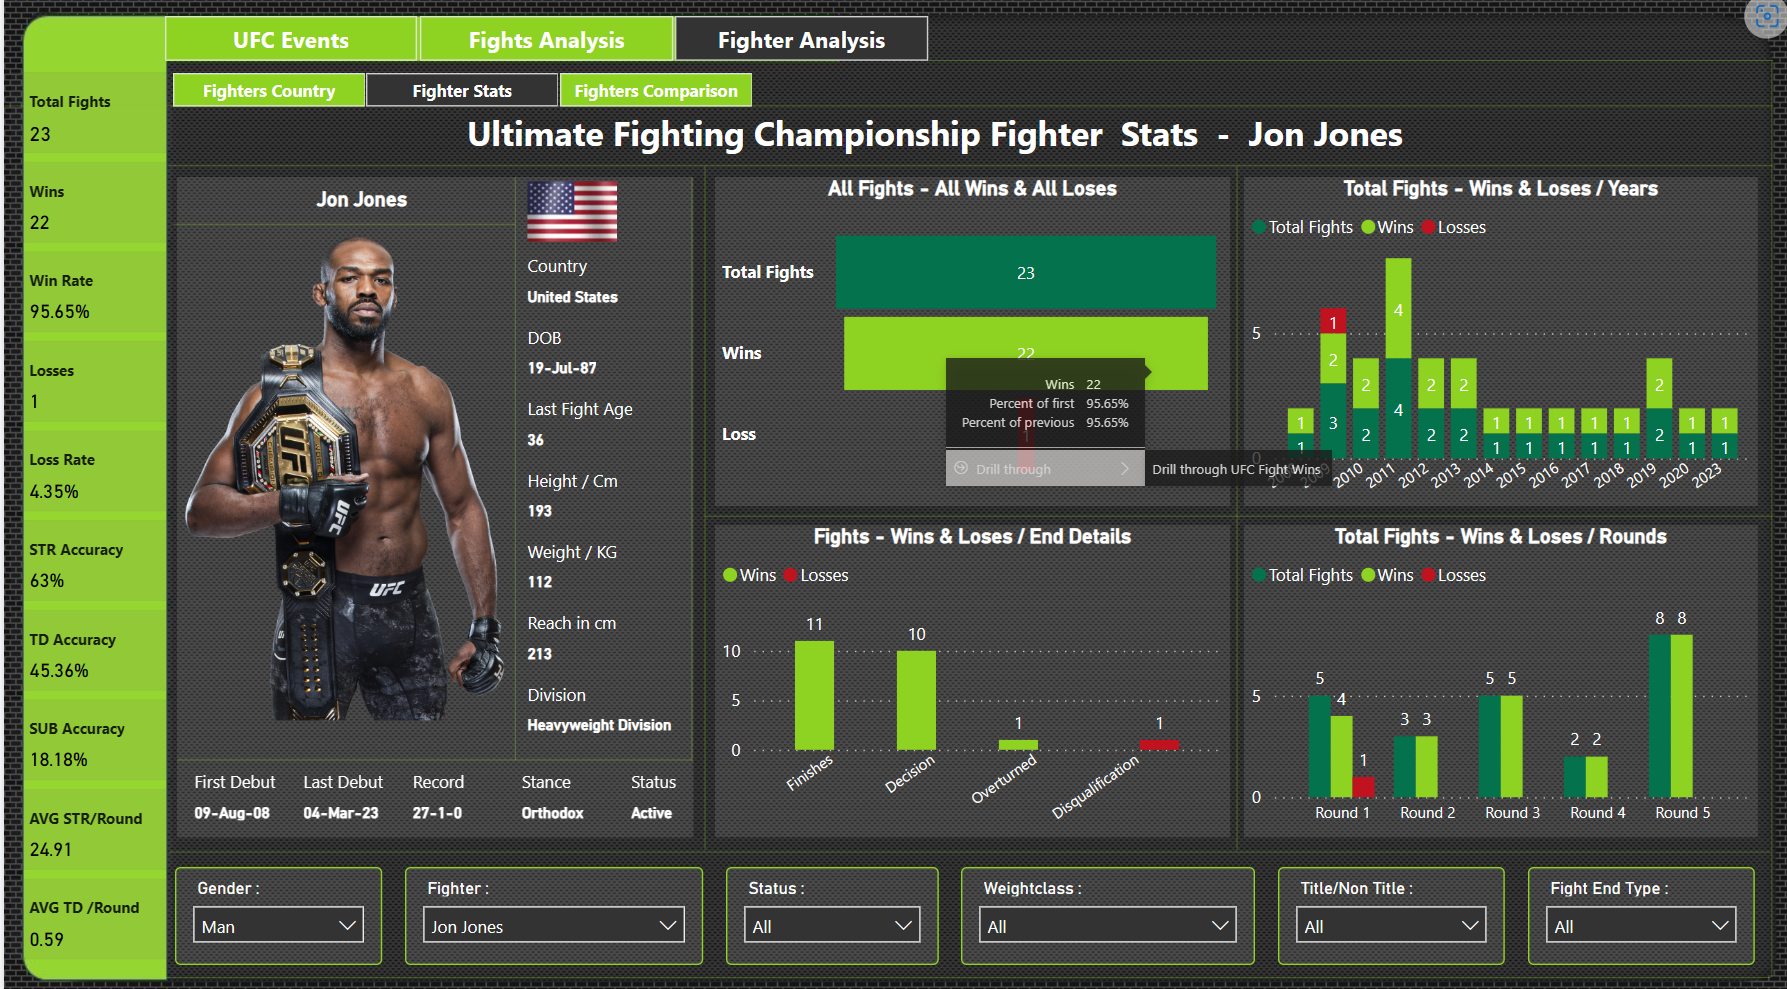 UFC Events
Fights Analysis
Fighter Analysis
Fighters Country
Fighter Stats
Fighters Comparison
Ultimate Fighting Championship Fighter Stats - Jon Jones
Total Fights
23
Wins
22
Win Rate
95.65%
Losses
1
Loss Rate
4.35%
STR Accuracy
63%
TD Accuracy
45.36%
SUB Accuracy
18.18%
AVG STR/Round
24.91
AVG TD /Round
0.59
Jon Jones
UFC
UFC
UFC
Country
United States
DOB
19-Jul-87
Last Fight Age
36
Height / Cm
193
Weight / KG
112
Reach in cm
213
Division
Heavyweight Division
First Debut Last Debut Record Stance Status
09-Aug-08 04-Mar-23 27-1-0 Orthodox Active
All Fights - All Wins & All Loses
Total Fights 23
Wins 22
Loss 1
Wins 22
Percent of first 95.65%
Percent of previous 95.65%
Drill through
Drill through UFC Fight Wins
Total Fights - Wins & Loses / Years
Total Fights Wins Losses
5
0
1 2 2 4 2 2 1 1 1 1 1 2 1 1
1
1 3 2 4 2 2 1 1 1 1 1 2 1 1
2009 2010 2011 2012 2013 2014 2015 2016 2017 2018 2019 2020 2023
Fights - Wins & Loses / End Details
Wins Losses
10
5
0
11 10 1 1
Finishes Decision Overturned Disqualification
Total Fights - Wins & Loses / Rounds
Total Fights Wins Losses
5
0
5 4 1 3 3 5 5 2 2 8 8
Round 1 Round 2 Round 3 Round 4 Round 5
Gender :
Man
Fighter :
Jon Jones
Status :
All
Weightclass :
All
Title/Non Title :
All
Fight End Type :
All